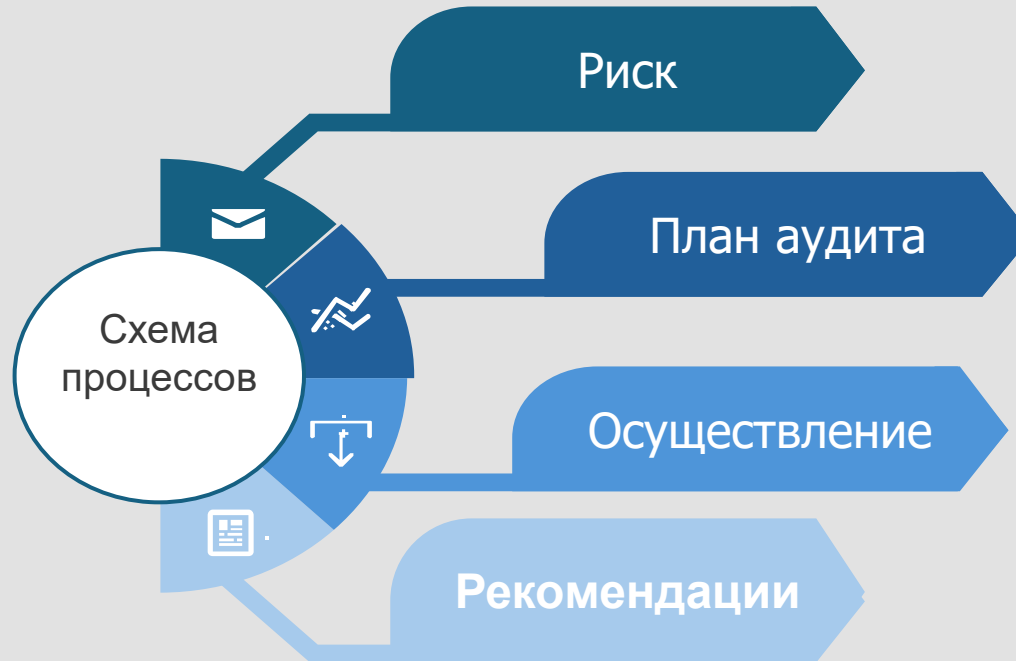 Риск
План аудита
Схема
процессов
Осуществление
Рекомендации